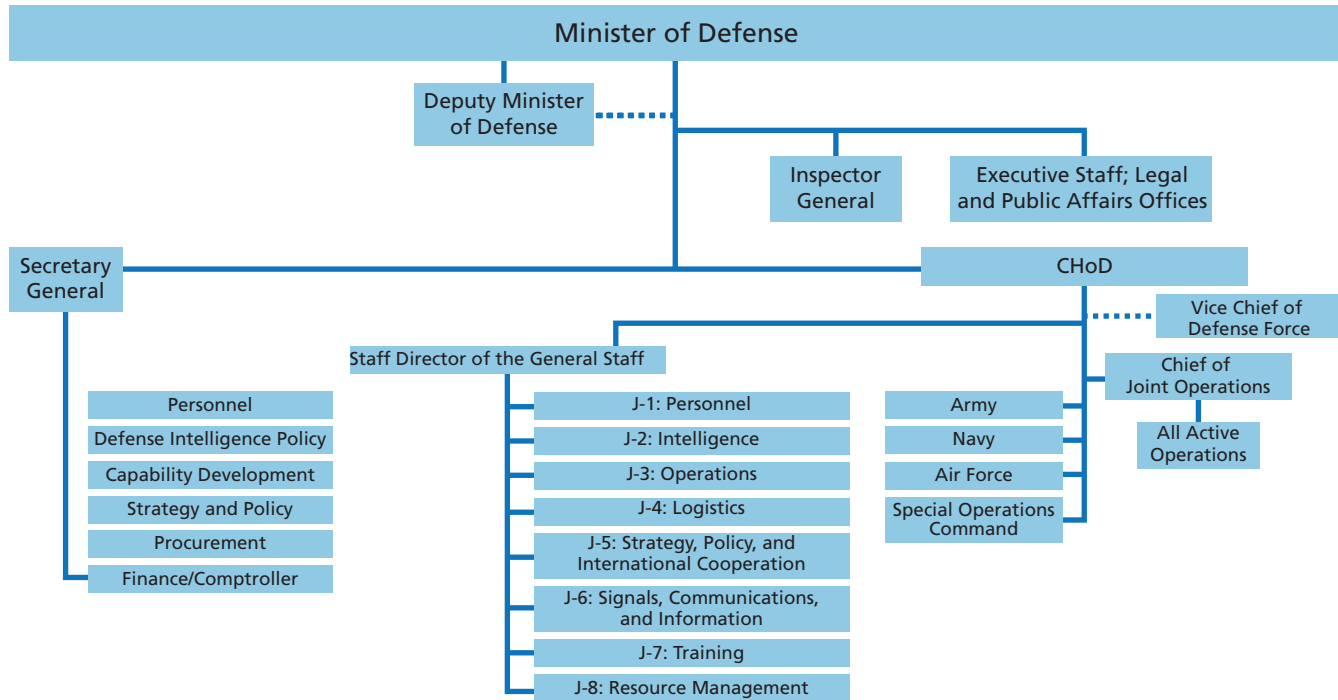 Minister of Defense
Deputy Minister
of Defense
Inspector
General
Executive Staff; Legal
and Public Affairs Offices
Secretary
General
CHoD
Vice Chief of
Defense Force
Staff Director of the General Staff
Chief of
Joint Operations
All Active
Operations
Personnel
Defense Intelligence Policy
Capability Development
Strategy and Policy
Procurement
Finance/Comptroller
J-1: Personnel
J-2: Intelligence
J-3: Operations
J-4: Logistics
J-5: Strategy, Policy, and
International Cooperation
J-6: Signals, Communications,
and Information
J-7: Training
J-8: Resource Management
Army
Navy
Air Force
Special Operations
Command